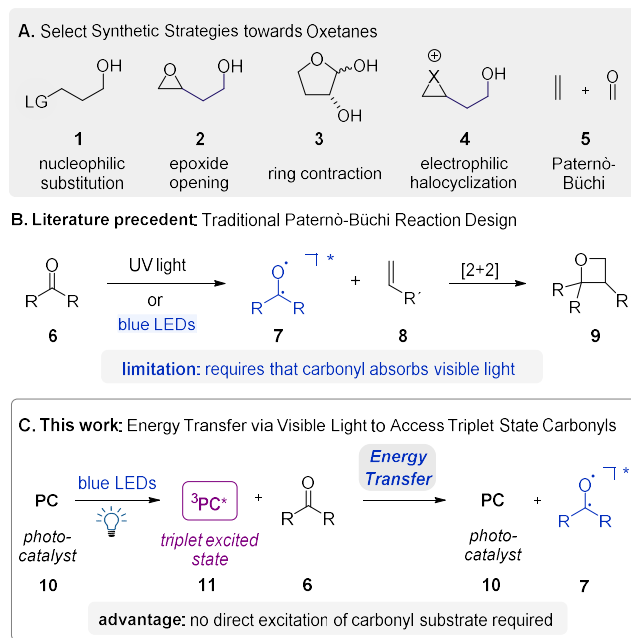 A. Select Synthetic Strategies towards Oxetanes
OH
LG
O
OH
O
OH
OH
⊕
X
OH
O
+
1
2
3
4
5
nucleophilic
substitution
epoxide
opening
ring contraction
electrophilic
halocyclization
Paternò-
Büchi
B. Literature precedent: Traditional Paternò-Büchi Reaction Design
O
R
R
6
UV light
or
blue LEDs
O
R
R
*
7
+
R´
8
[2+2]
O
R
R
R
9
limitation: requires that carbonyl absorbs visible light
C. This work: Energy Transfer via Visible Light to Access Triplet State Carbonyls
PC
photo-
catalyst
10
blue LEDs
³PC*
triplet excited
state
11
+
O
R
R
6
Energy
Transfer
PC
photo-
catalyst
10
+
O
R
R
*
7
advantage: no direct excitation of carbonyl substrate required